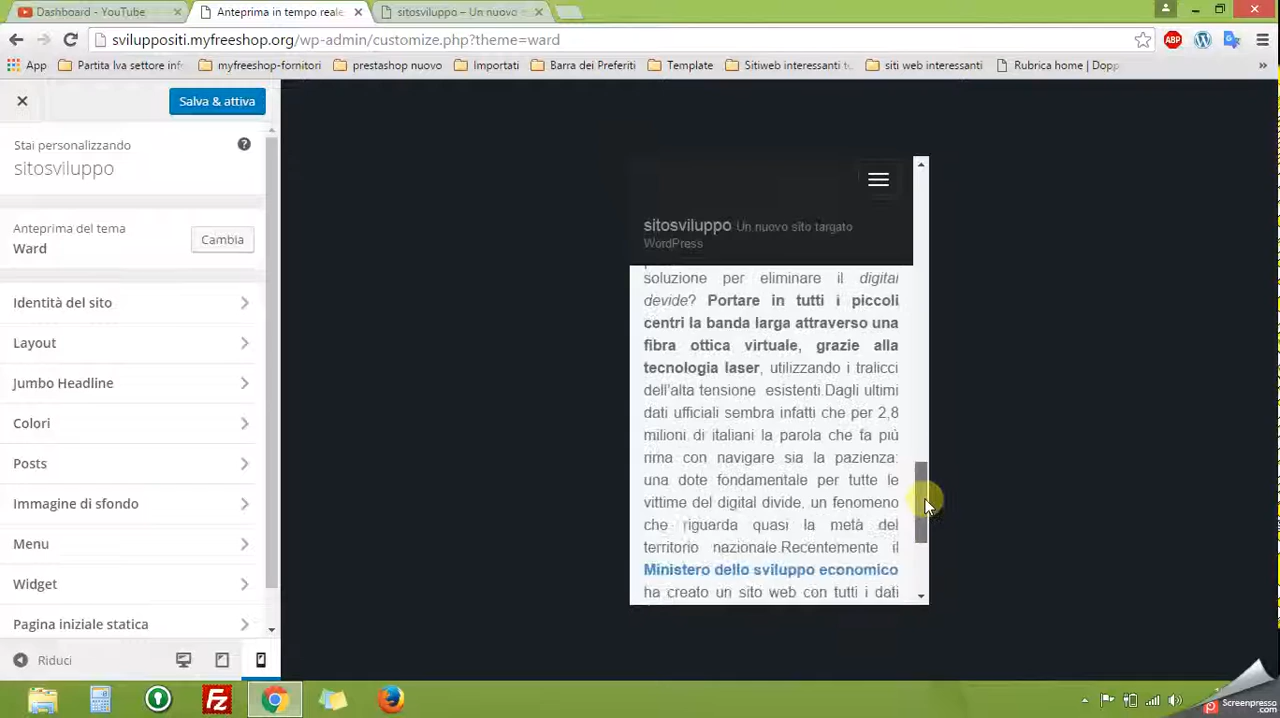 Dashboard - YouTube
Anteprima in tempo reale
sitosviluppo – Un nuovo
sviluppositi.myfreeshop.org/wp-admin/customize.php?theme=ward
ABP
App
Partita Iva settore inf
myfreeshop-fornitori
prestashop nuovo
Importati
Barra dei Preferiti
Template
Sitiweb interessanti t
siti web interessanti
Rubrica home | Dopp
»
Salva & attiva
Stai personalizzando
sitosviluppo
Anteprima del tema
Ward
Cambia
Identità del sito
Layout
Jumbo Headline
Colori
Posts
Immagine di sfondo
Menu
Widget
Pagina iniziale statica
Riduci
sitosviluppo Un nuovo sito targato
WordPress
soluzione per eliminare il digital
devide? Portare in tutti i piccoli
centri la banda larga attraverso una
fibra ottica virtuale, grazie alla
tecnologia laser, utilizzando i tralicci
dell'alta tensione esistenti.Dagli ultimi
dati ufficiali sembra infatti che per 2,8
milioni di italiani la parola che fa più
rima con navigare sia la pazienza:
una dote fondamentale per tutte le
vittime del digital divide, un fenomeno
che riguarda quasi la metà del
territorio nazionale.Recentemente il
Ministero dello sviluppo economico
ha creato un sito web con tutti i dati
Screenpresso
.com